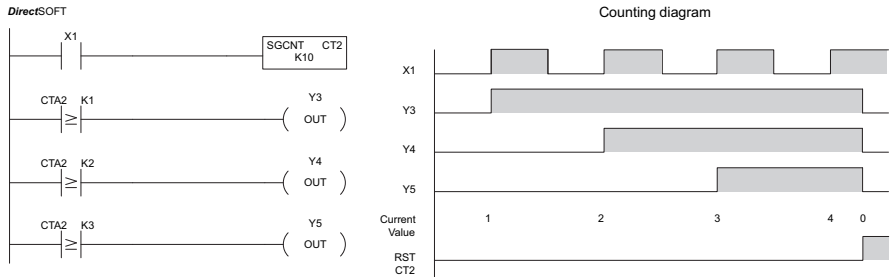 DirectSOFT
X1
SGCNT CT2
K10
CTA2 K1
≥
Y3
OUT
CTA2 K2
≥
Y4
OUT
CTA2 K3
≥
Y5
OUT
Counting diagram
X1
Y3
Y4
Y5
Current
Value
1 2 3 4 0
RST
CT2